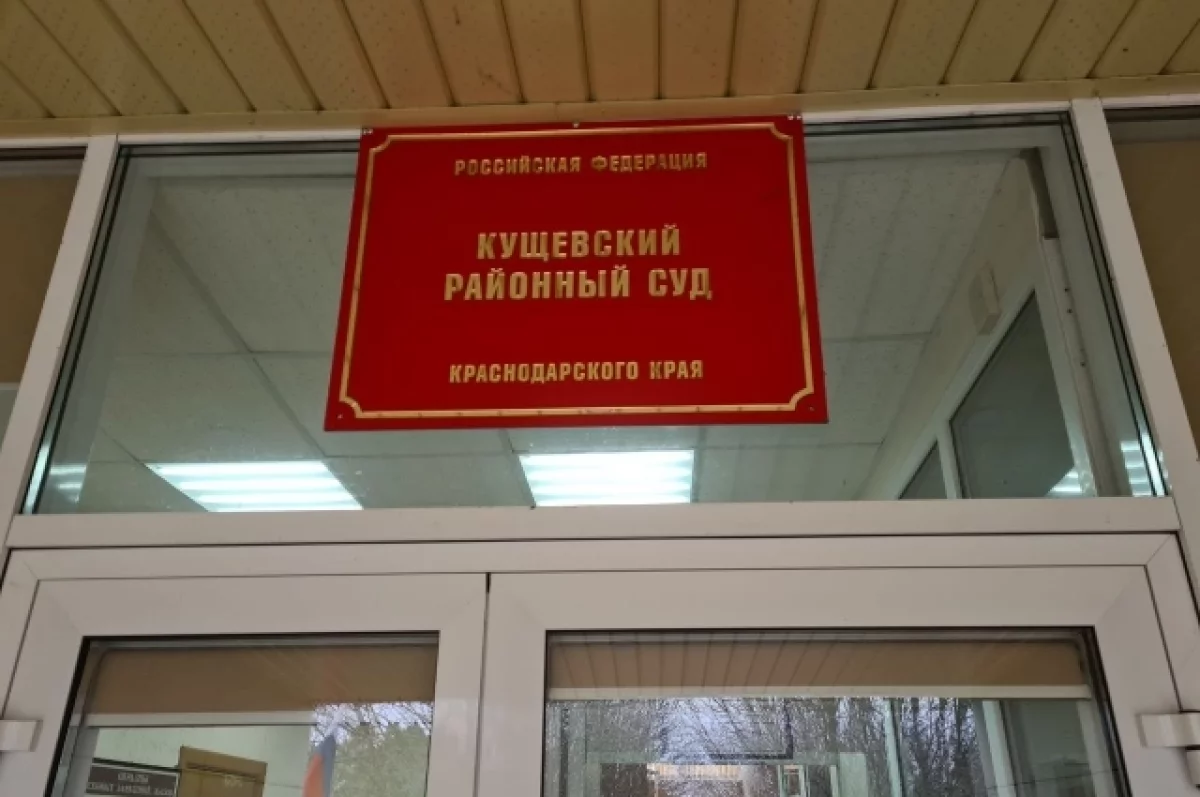 РОССИЙСКАЯ ФЕДЕРАЦИЯ
КУЩЕВСКИЙ
РАЙОННЫЙ СУД
КРАСНОДАРСКОГО КРАЯ